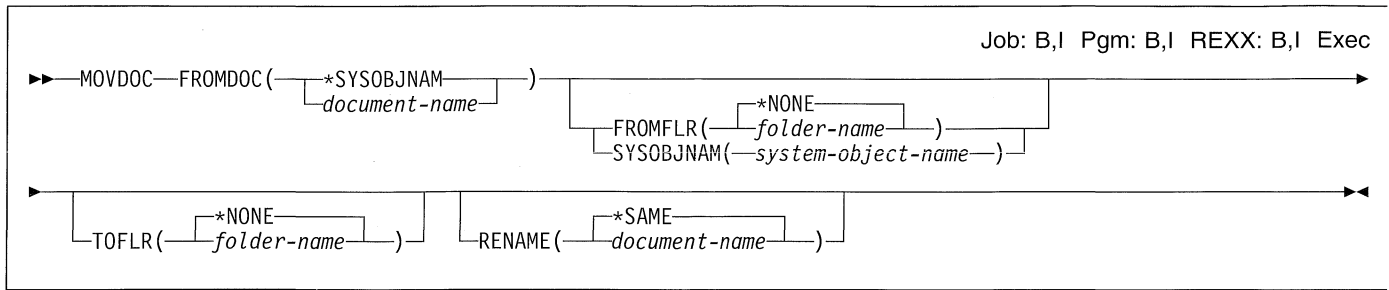 Job: B,I Pgm: B,I REXX: B,I Exec
MOVDOC FROMDOC( *SYSOBJNAM )
document-name
*NONE
FROMFLR( folder-name )
SYSOBJNAM( system-object-name )
*NONE
TOFLR( folder-name )
*SAME
RENAME( document-name )